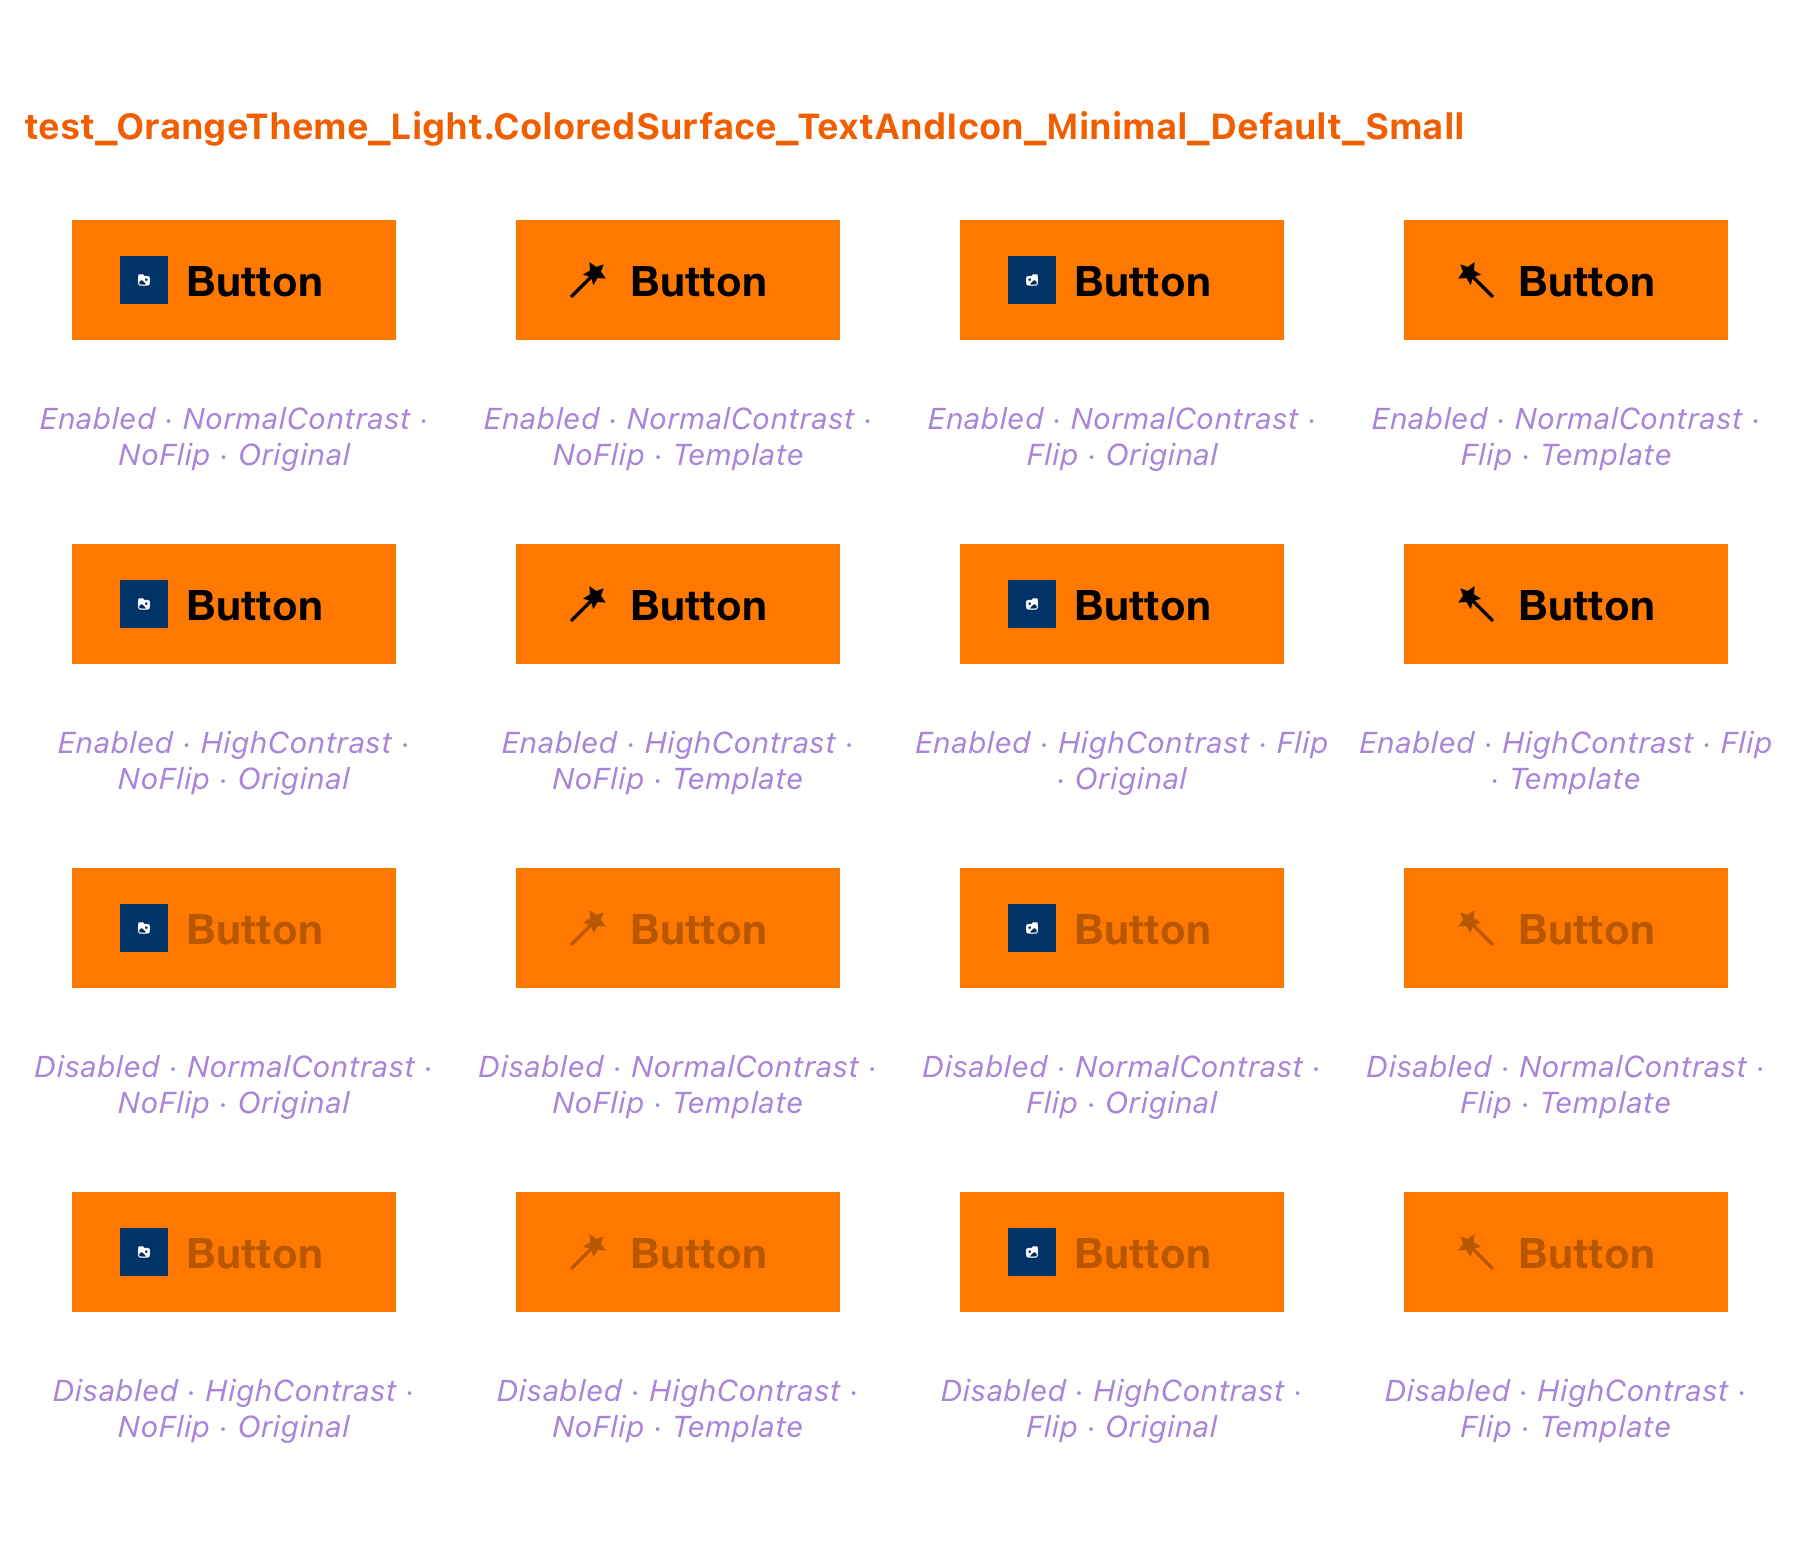 test_OrangeTheme_Light.ColoredSurface_TextAndIcon_Minimal_Default_Small
Button
Button
Button
Button
Enabled · NormalContrast ·
NoFlip · Original
Enabled · NormalContrast ·
NoFlip · Template
Enabled · NormalContrast ·
Flip · Original
Enabled · NormalContrast ·
Flip · Template
Button
Button
Button
Button
Enabled · HighContrast ·
NoFlip · Original
Enabled · HighContrast ·
NoFlip · Template
Enabled · HighContrast · Flip
· Original
Enabled · HighContrast · Flip
· Template
Button
Button
Button
Button
Disabled · NormalContrast ·
NoFlip · Original
Disabled · NormalContrast ·
NoFlip · Template
Disabled · NormalContrast ·
Flip · Original
Disabled · NormalContrast ·
Flip · Template
Button
Button
Button
Button
Disabled · HighContrast ·
NoFlip · Original
Disabled · HighContrast ·
NoFlip · Template
Disabled · HighContrast ·
Flip · Original
Disabled · HighContrast ·
Flip · Template